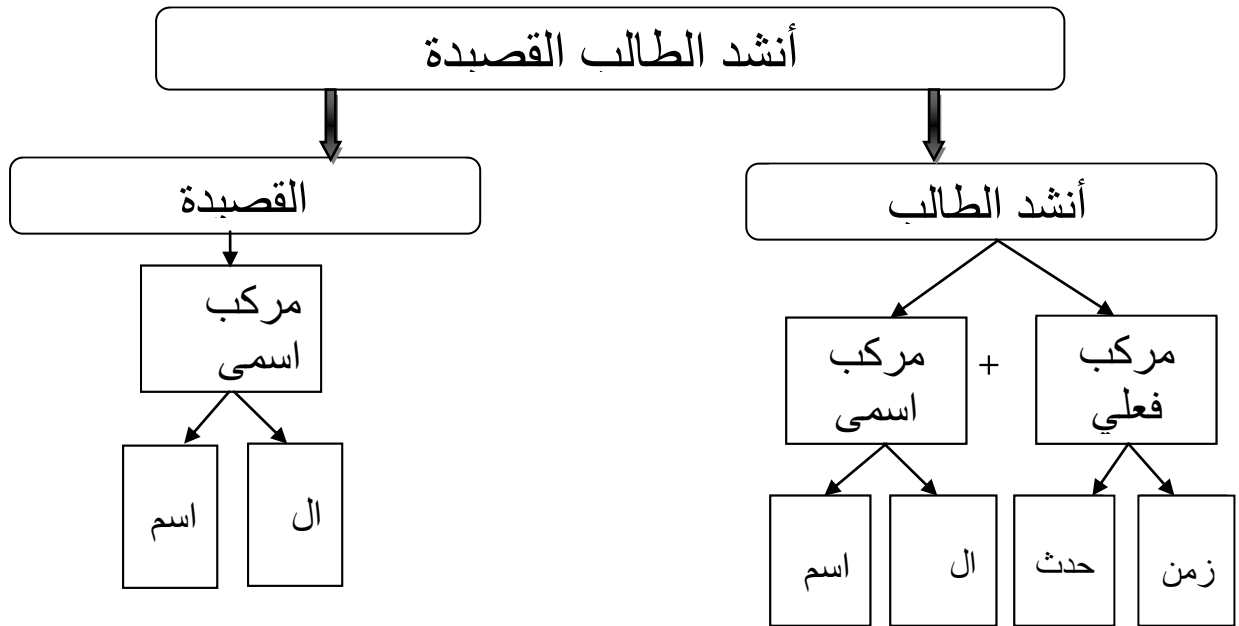 أنشد الطالب القصيدة
أنشد الطالب
القصيدة
مركب
فعلي
+
مركب
اسمى
مركب
اسمى
زمن
حدث
ال
اسم
ال
اسم